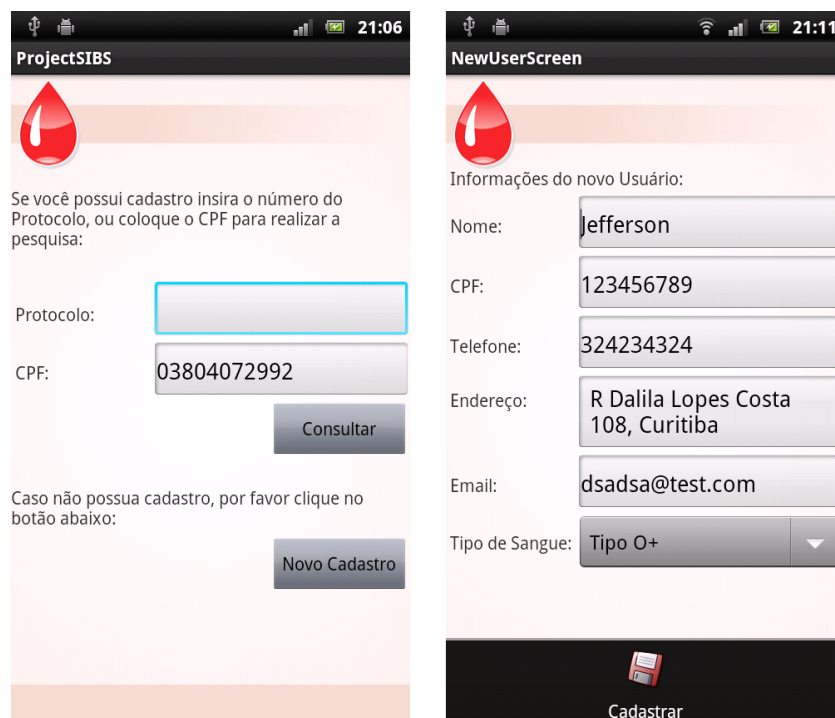 21:06
ProjectSIBS
Se você possui cadastro insira o número do
Protocolo, ou coloque o CPF para realizar a
pesquisa:
Protocolo:
CPF: 03804072992
Consultar
Caso não possua cadastro, por favor clique no
botão abaixo:
Novo Cadastro
21:11
NewUserScreen
Informações do novo Usuário:
Nome: Jefferson
CPF: 123456789
Telefone: 324234324
Endereço: R Dalila Lopes Costa
108, Curitiba
Email: dsadsa@test.com
Tipo de Sangue: Tipo O+
Cadastrar